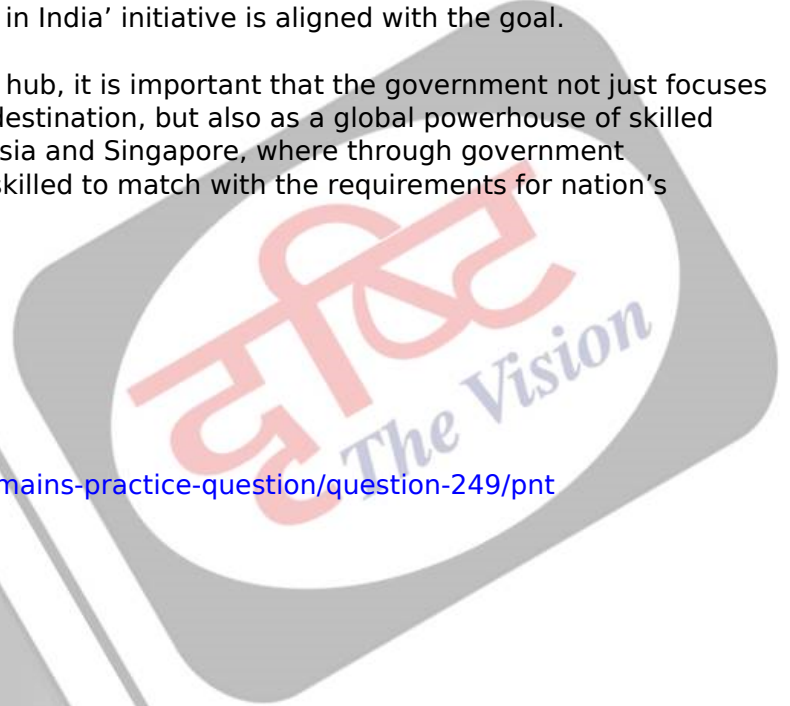 in India’ initiative is aligned with the goal.
hub, it is important that the government not just focuses
destination, but also as a global powerhouse of skilled
sia and Singapore, where through government
skilled to match with the requirements for nation’s
दृष्टि
The Vision
mains-practice-question/question-249/pnt